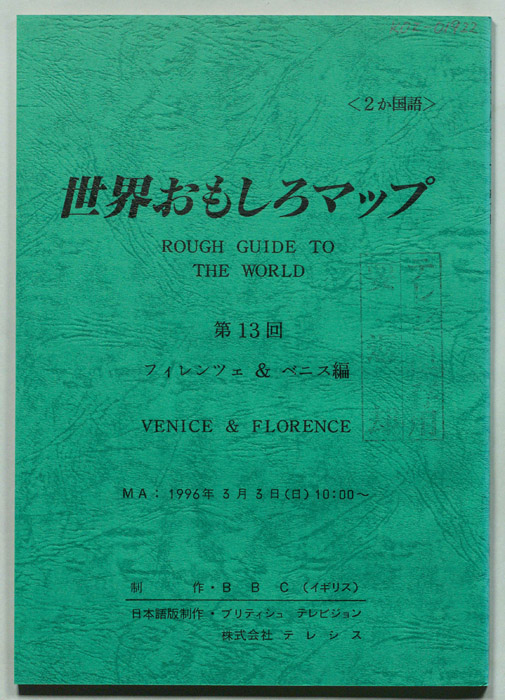 <2か国語>
世界おもしろマップ
ROUGH GUIDE TO
THE WORLD
第13回
フィレンツェ & ベニス編
VENICE & FLORENCE
MA: 1996年 3月 3日(日) 10:00~
制 作・B B C (イギリス)
日本語版制作・ブリティシュ テレビジョン
株式会社 テレシス